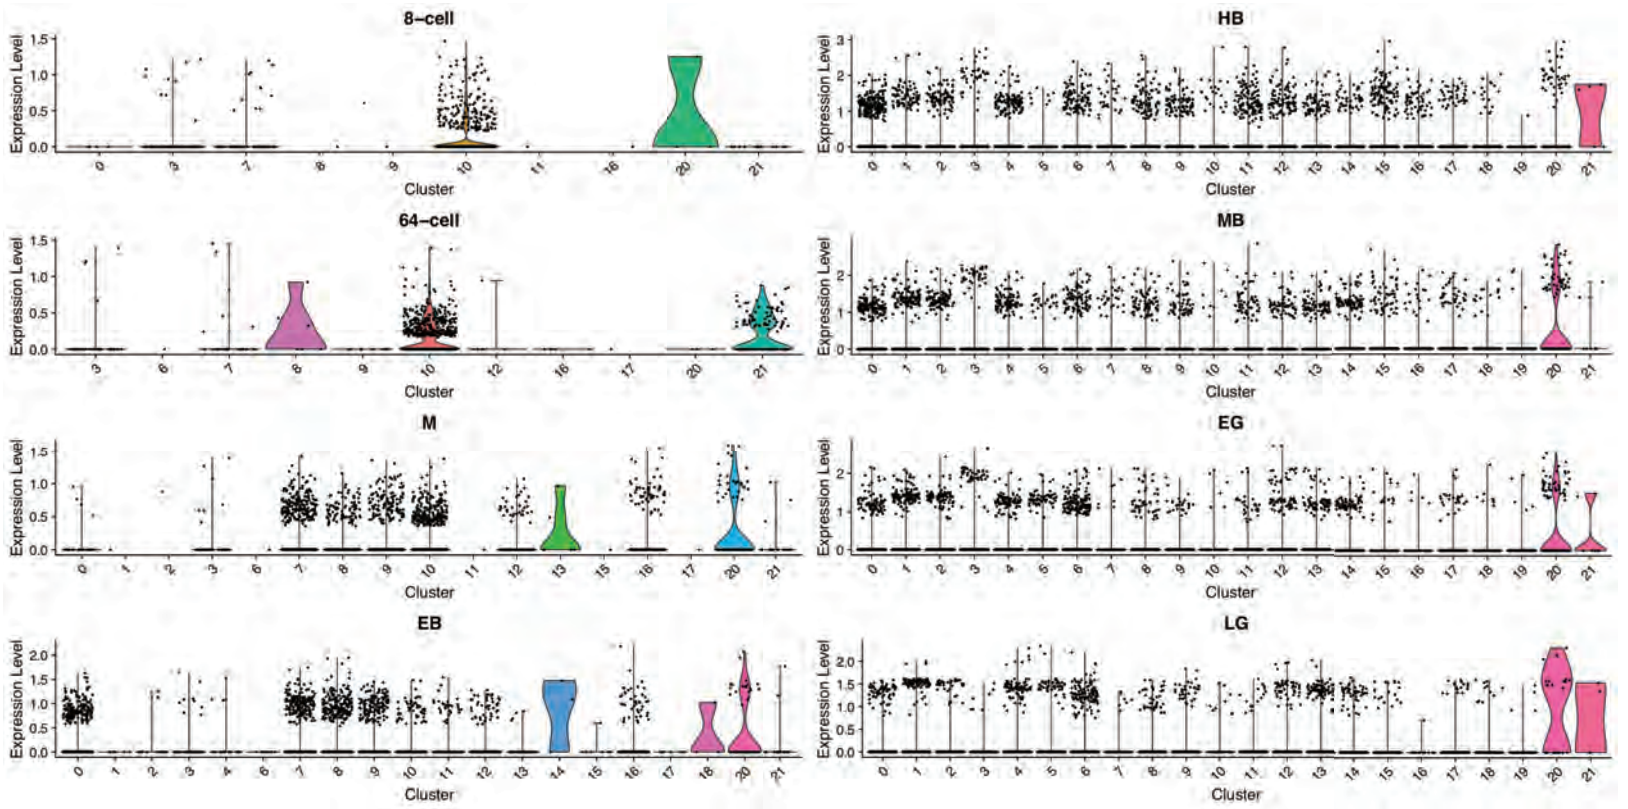 8−cell
Expression Level
1.5
1.0
0.5
0.0
0 3 7 8 9 10 11 18 20 21
Cluster
64−cell
Expression Level
1.5
1.0
0.5
0.0
3 6 7 8 9 10 12 16 17 20 21
Cluster
M
Expression Level
1.5
1.0
0.5
0.0
0 1 2 3 6 7 8 9 10 11 12 13 15 16 17 20 21
Cluster
EB
Expression Level
2.0
1.5
1.0
0.5
0.0
0 1 2 3 4 6 7 8 9 10 11 12 13 14 15 16 17 18 20 21
Cluster
HB
Expression Level
3
2
1
0
0 1 2 3 4 5 6 7 8 9 10 11 12 13 14 15 16 17 18 19 20 21
Cluster
MB
Expression Level
2
1
0
0 1 2 3 4 5 6 7 8 9 10 11 12 13 14 15 16 17 18 19 20 21
Cluster
EG
Expression Level
2
1
0
0 1 2 3 4 5 6 7 8 9 10 11 12 13 14 15 16 17 18 19 20 21
Cluster
LG
Expression Level
2.0
1.5
1.0
0.5
0.0
0 1 2 3 4 5 6 7 8 9 10 11 12 13 14 15 16 17 18 19 20 21
Cluster